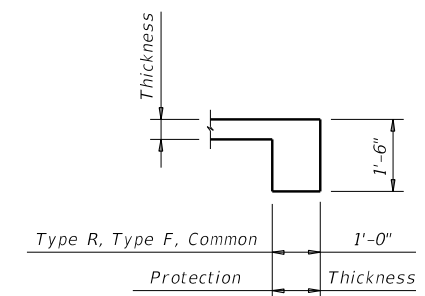 Thickness
1'-6"
Type R, Type F, Common 1'-0"
Protection Thickness